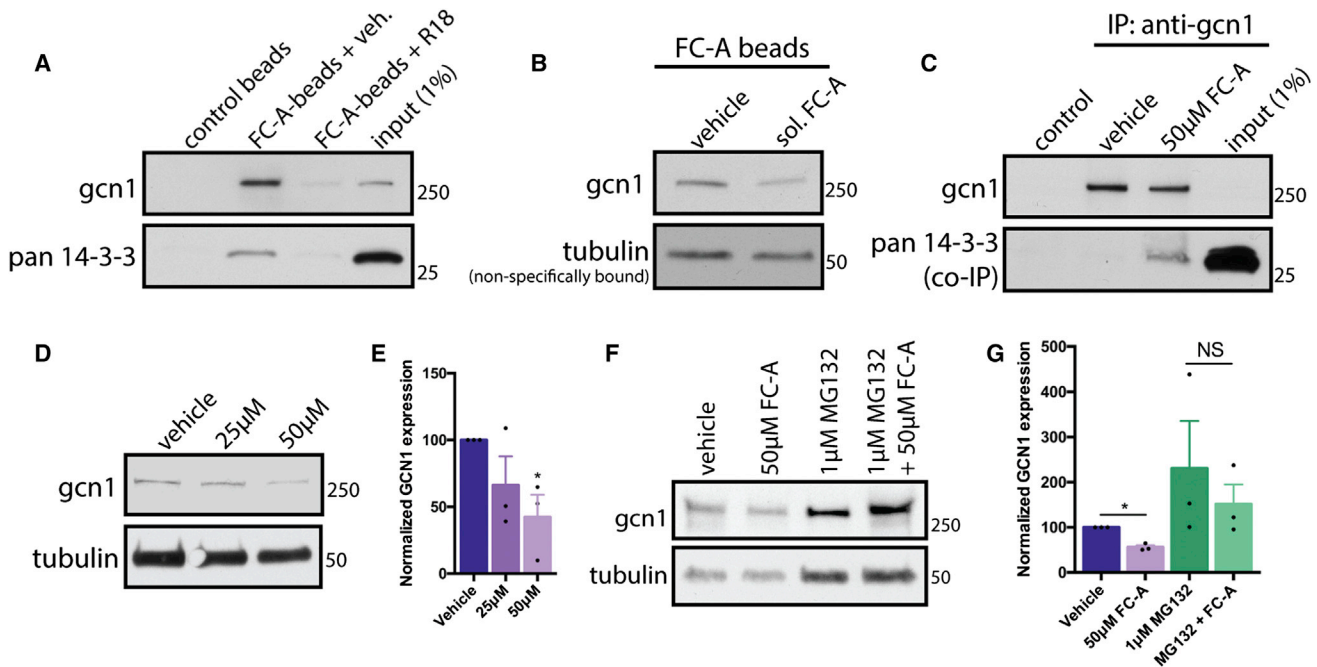 A
control beads
FC-A-beads + veh.
FC-A-beads + R18
input (1%)
gcn1
250
pan 14-3-3
25
B
FC-A beads
vehicle
sol. FC-A
gcn1
250
tubulin
50
(non-specifically bound)
C
IP: anti-gcn1
control
vehicle
50μM FC-A
input (1%)
gcn1
250
pan 14-3-3
(co-IP)
25
D
vehicle
25μM
50μM
gcn1
250
tubulin
50
E
Normalized GCN1 expression
150
100
50
0
*
Vehicle
25μM
50μM
F
vehicle
50μM FC-A
1μM MG132
1μM MG132
+ 50μM FC-A
gcn1
250
tubulin
50
G
Normalized GCN1 expression
500
400
300
200
100
0
*
NS
Vehicle
50μM FC-A
1μM MG132
MG132 + FC-A